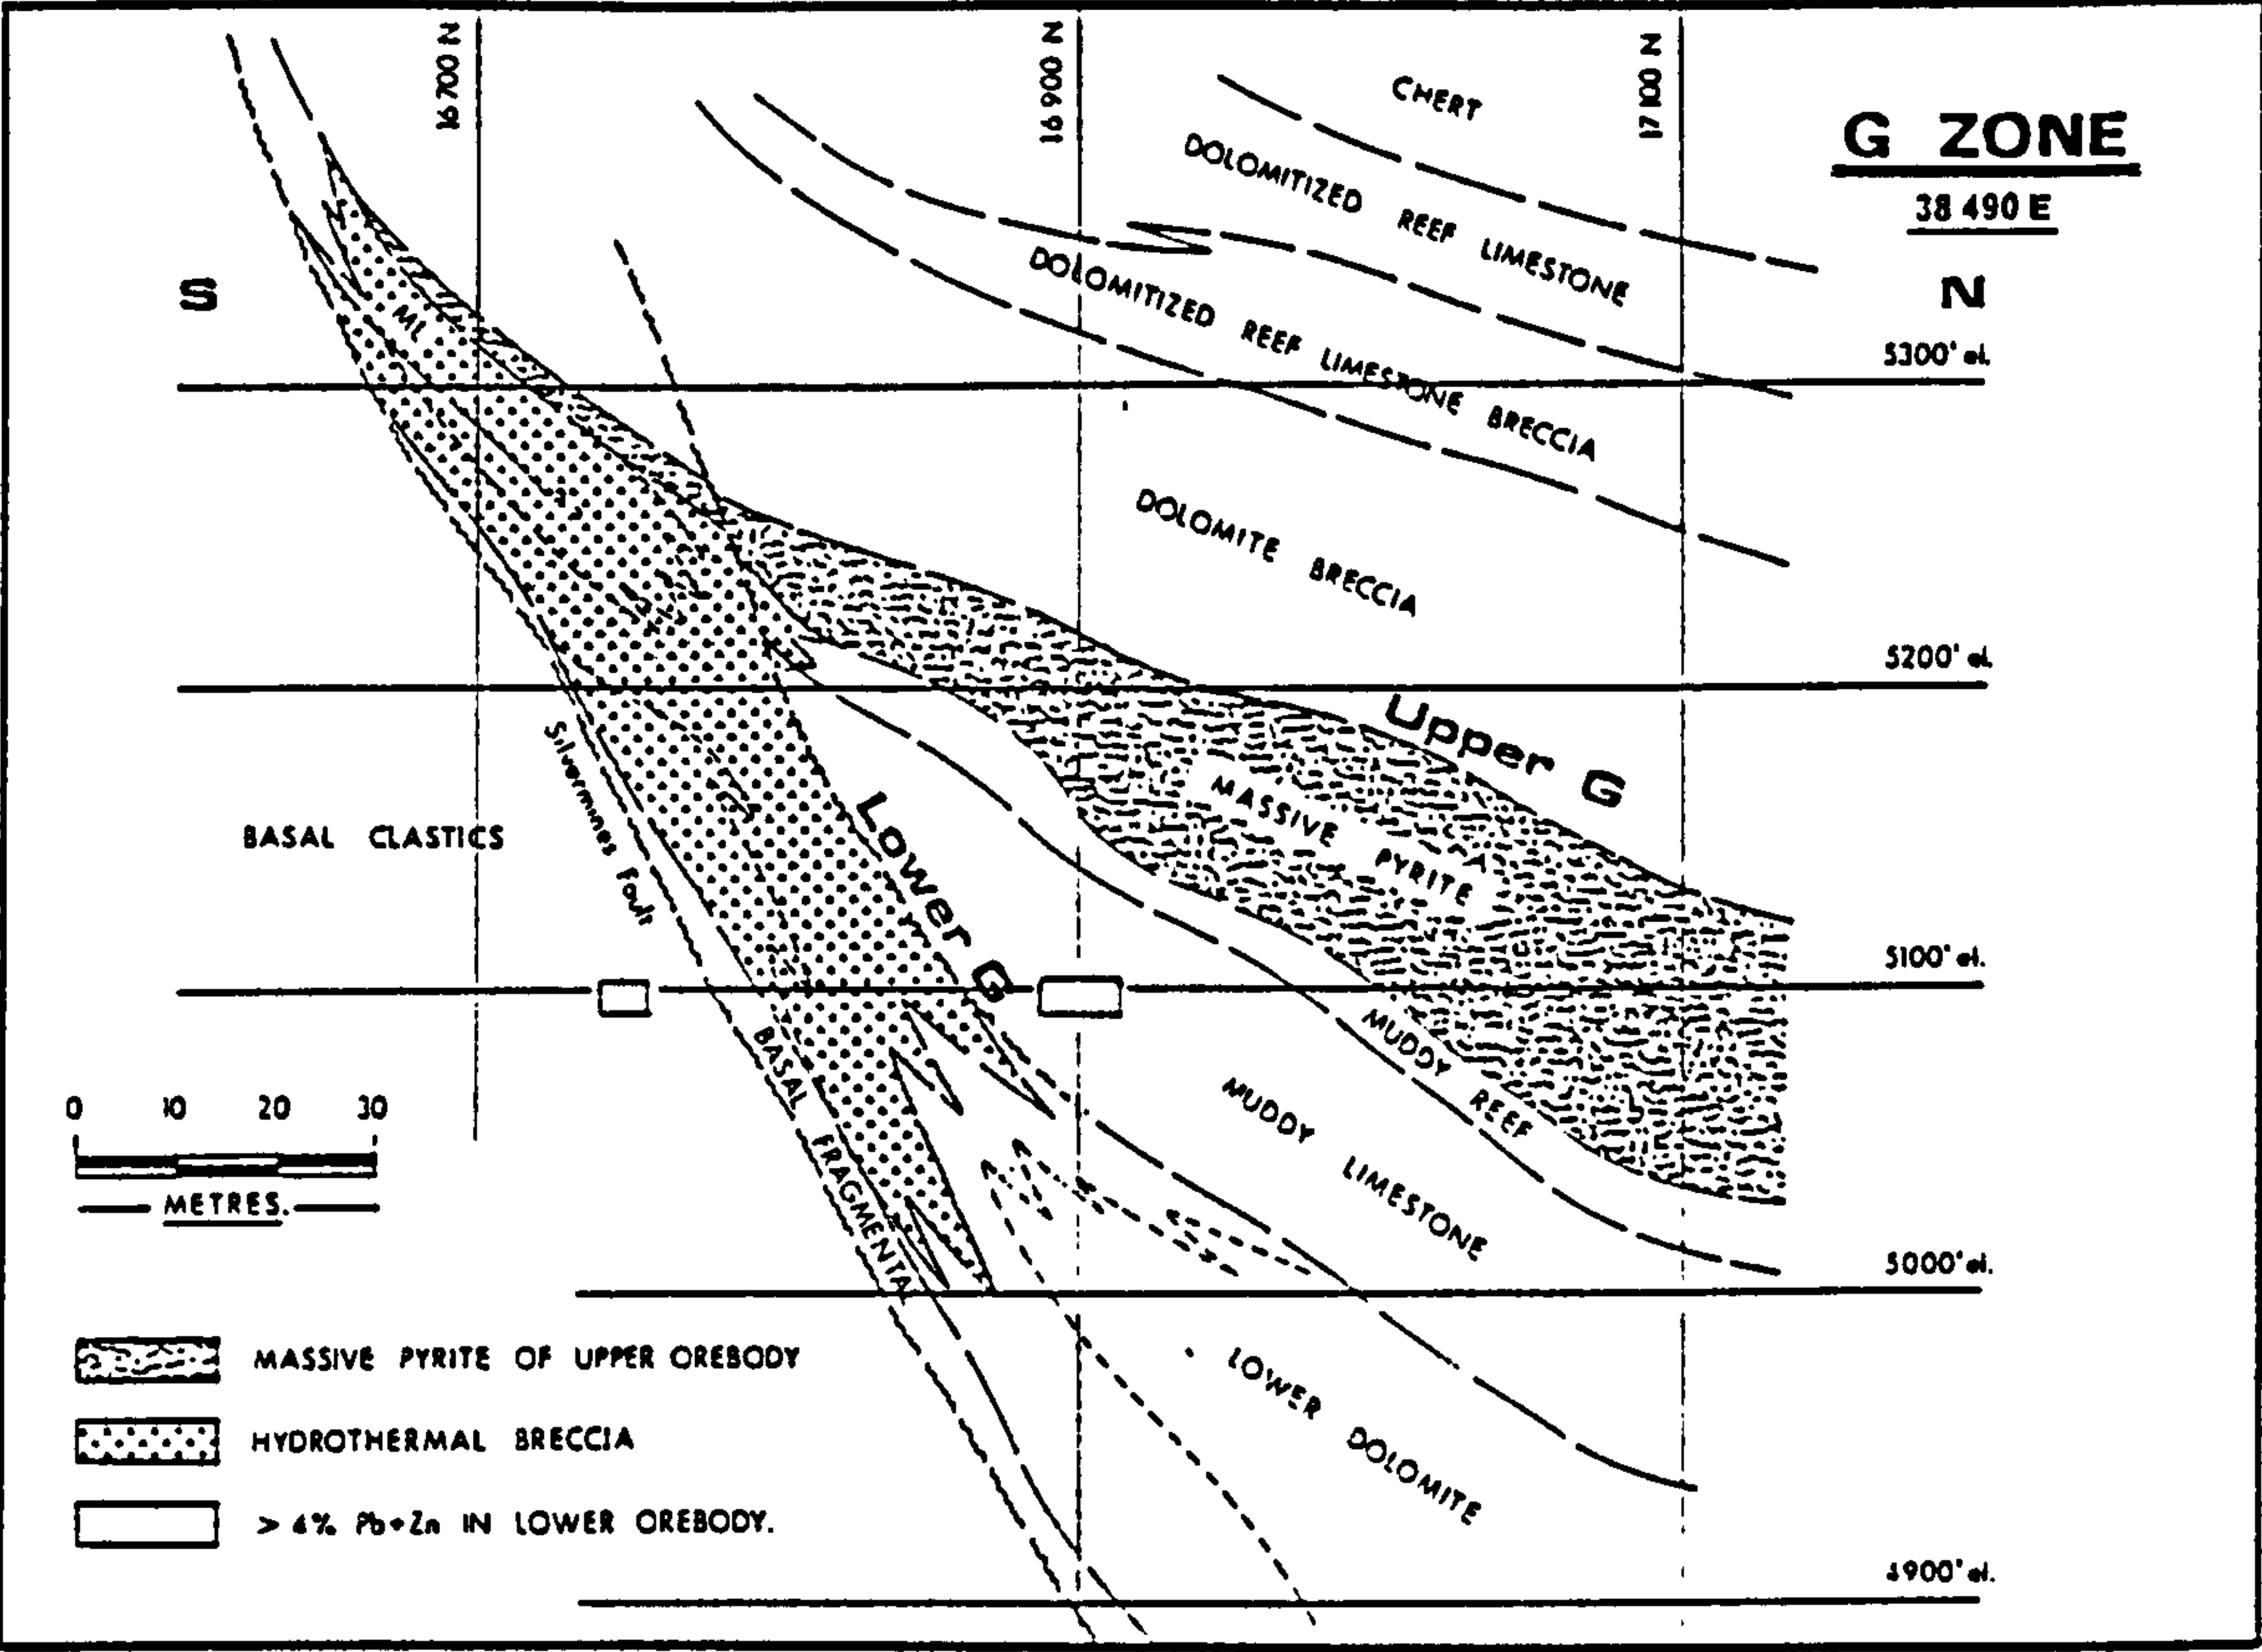 16 700 N
16 900 N
17 100 N
G ZONE
38 490 E
S
N
CHERT
DOLOMITIZED REEF LIMESTONE
DOLOMITIZED REEF LIMESTONE BRECCIA
DOLOMITE BRECCIA
5300' el.
5200' el.
5100' el.
5000' el.
4900' el.
ML
Upper G
MASSIVE PYRITE
Lower G
Silvermines Fault
BASAL CLASTICS
MUDDY REEF
MUDDY LIMESTONE
BASAL FRAGMENTAL
LOWER DOLOMITE
0 10 20 30
METRES.
MASSIVE PYRITE OF UPPER OREBODY
HYDROTHERMAL BRECCIA
> 4% Pb+Zn IN LOWER OREBODY.